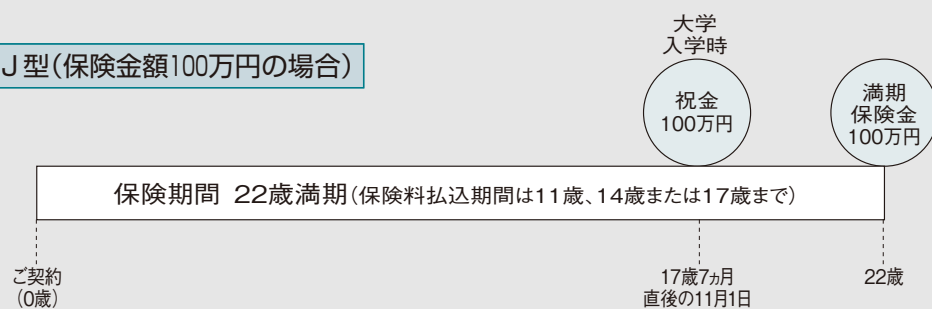 大学
入学時
J型(保険金額100万円の場合)
祝金
100万円
満期
保険金
100万円
保険期間 22歳満期(保険料払込期間は11歳、14歳または17歳まで)
ご契約
(0歳)
17歳7ヵ月
直後の11月1日
22歳